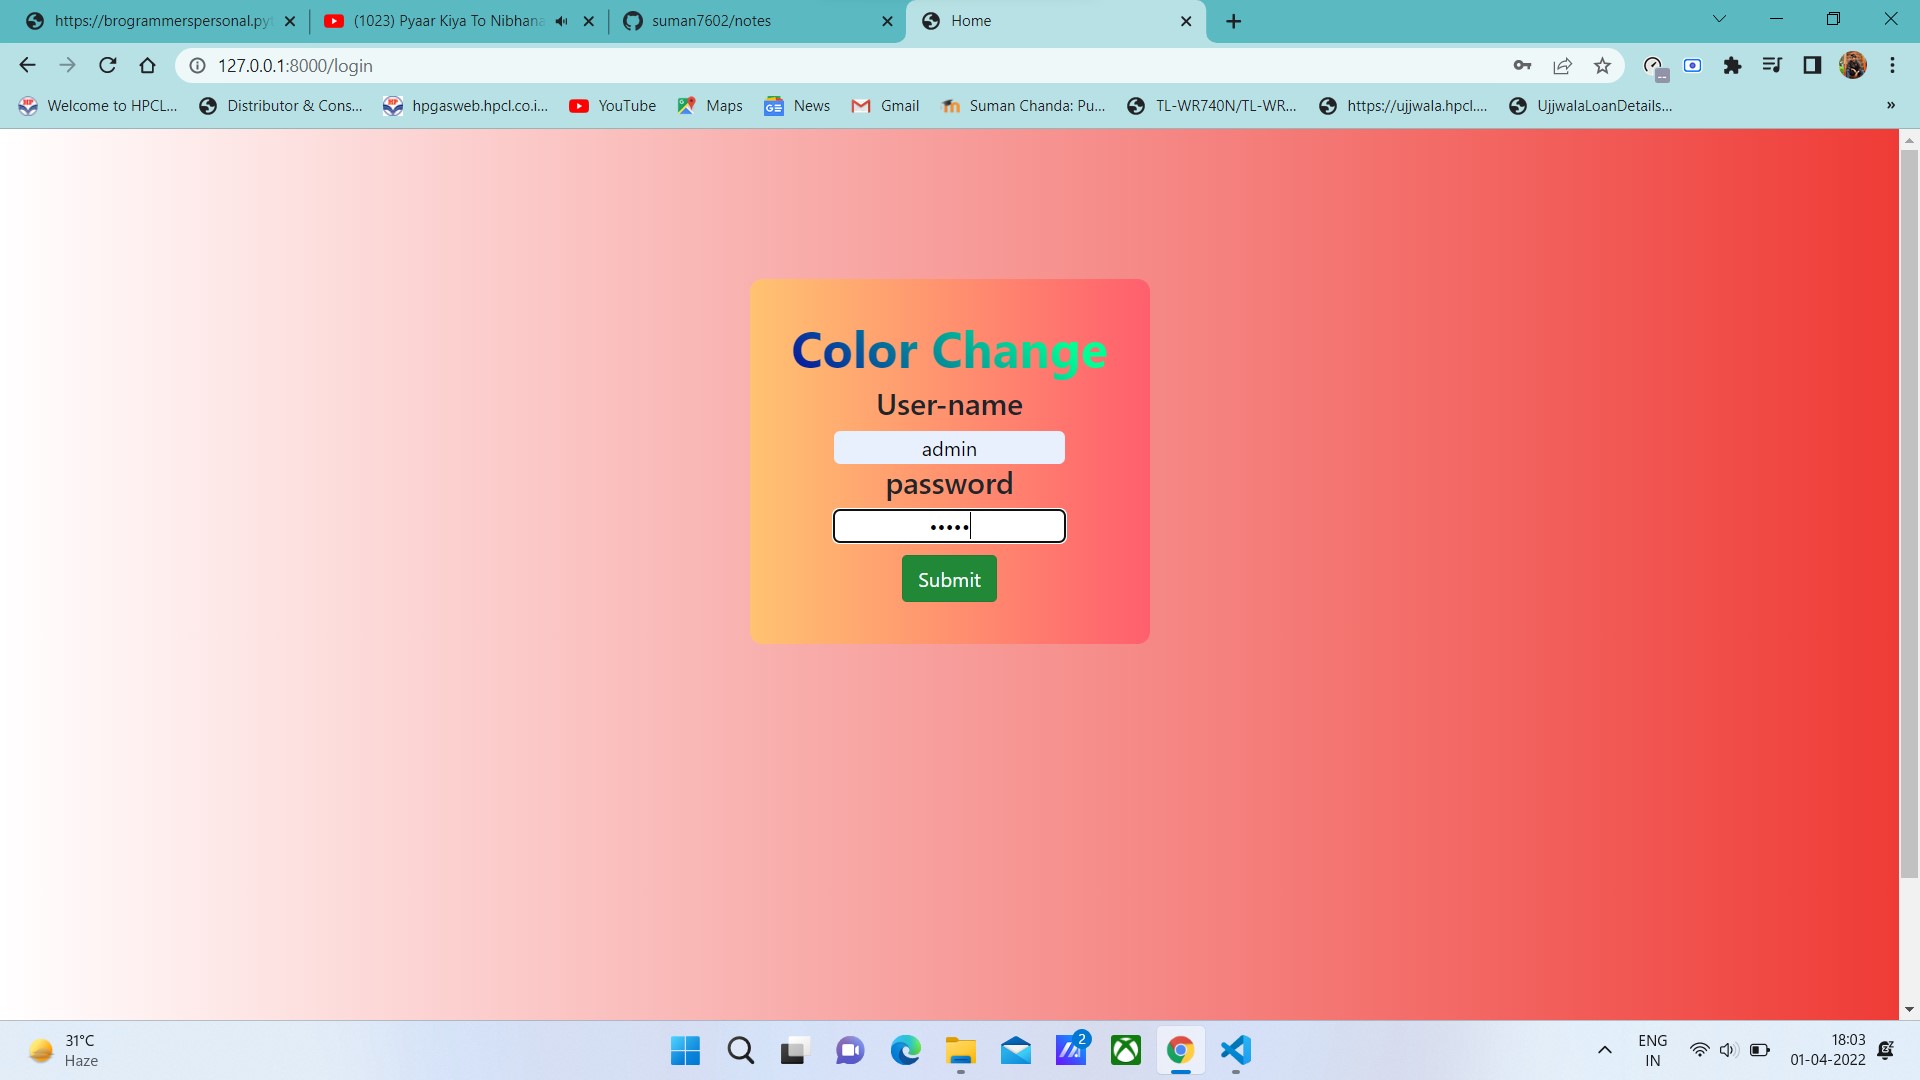 https://brogrammerspersonal.pyt
(1023) Pyaar Kiya To Nibhana
suman7602/notes
Home
127.0.0.1:8000/login
Welcome to HPCL...
Distributor & Cons...
hpgasweb.hpcl.co.i...
YouTube
Maps
News
Gmail
Suman Chanda: Pu...
TL-WR740N/TL-WR...
https://ujjwala.hpcl....
UjjwalaLoanDetails...
»
Color Change
User-name
admin
password
•••••
Submit
31°C
Haze
2
ENG
IN
18:03
01-04-2022